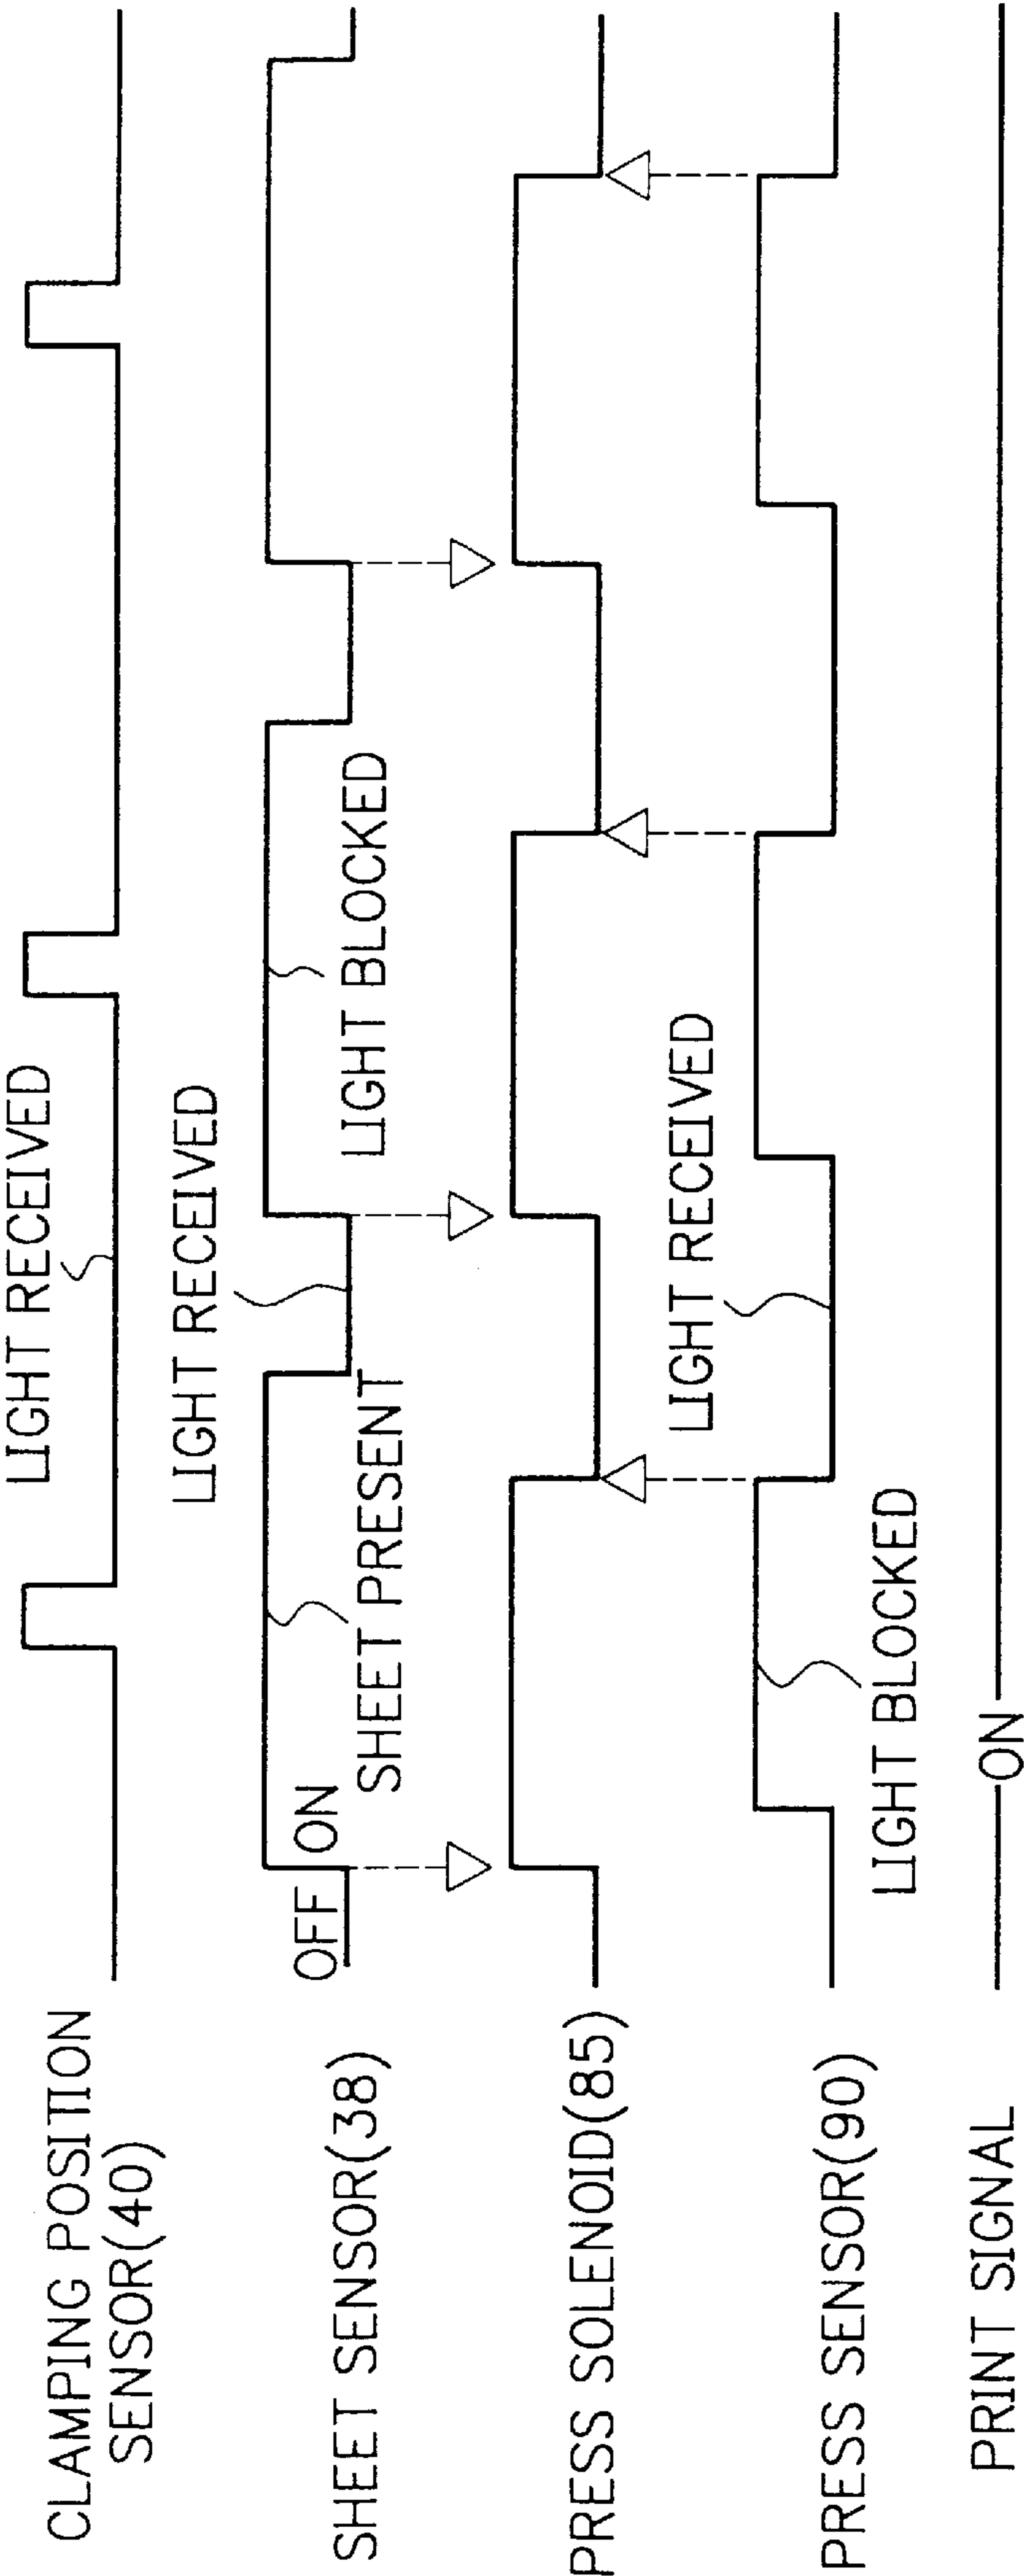 CLAMPING POSITION
SENSOR(40)
LIGHT RECEIVED
SHEET SENSOR(38)
OFF
ON
SHEET PRESENT
LIGHT RECEIVED
LIGHT BLOCKED
PRESS SOLENOID(85)
PRESS SENSOR(90)
LIGHT BLOCKED
LIGHT RECEIVED
PRINT SIGNAL
ON